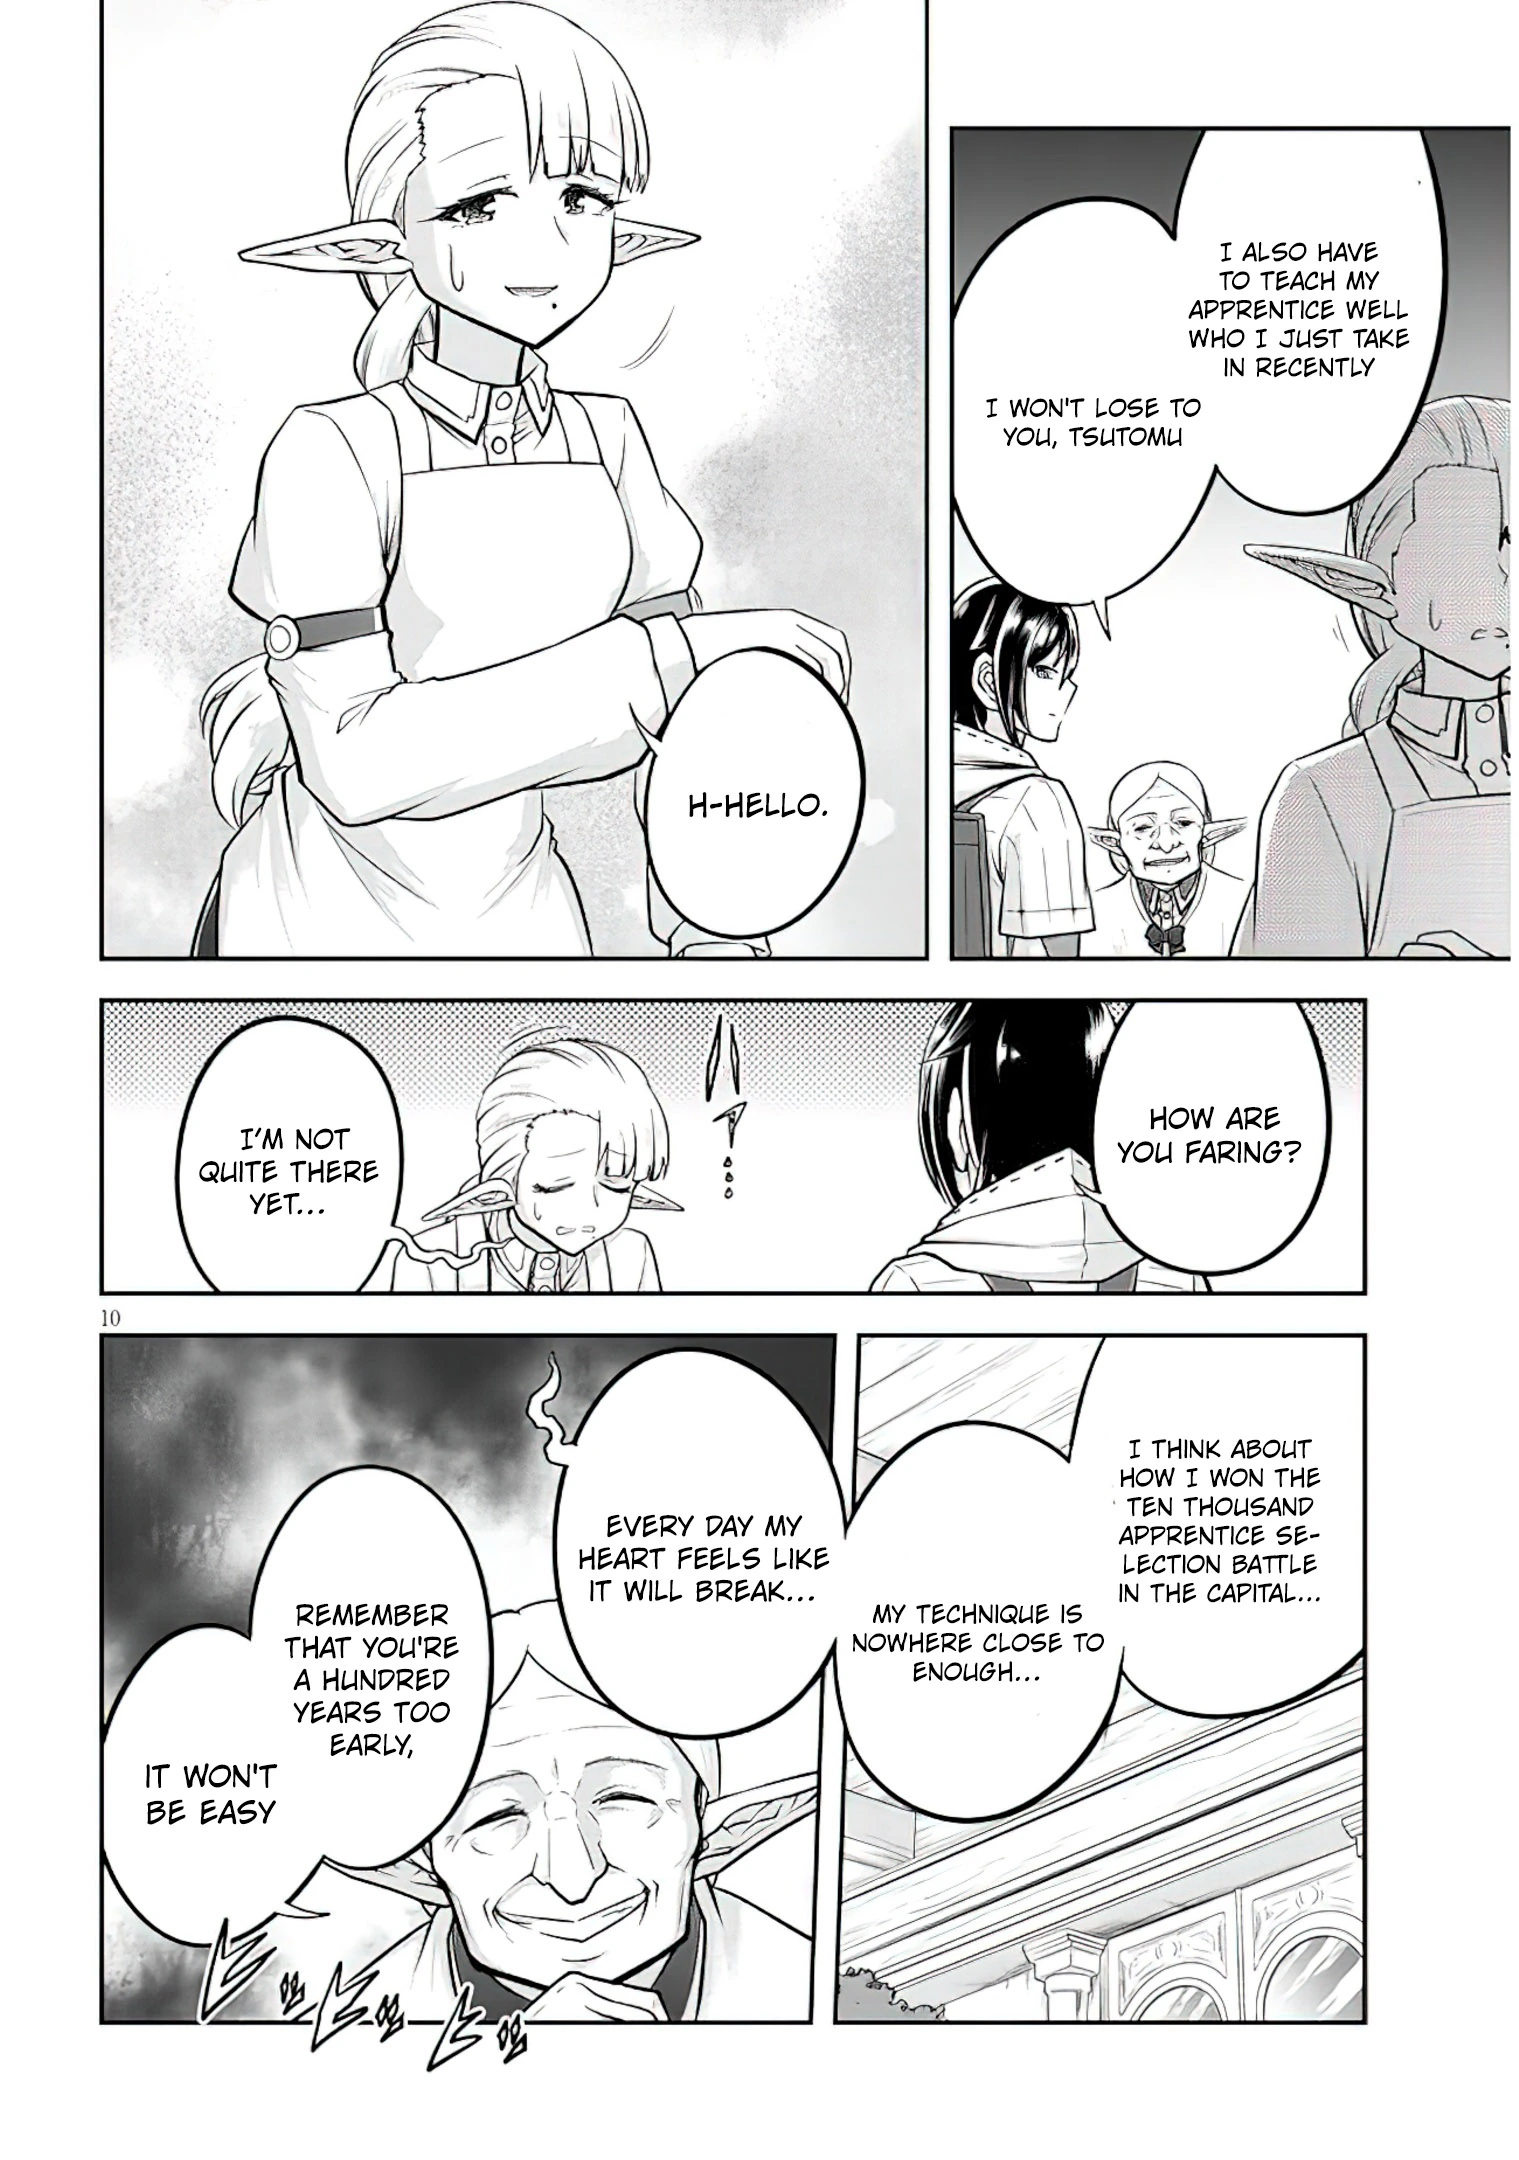 I ALSO HAVE
TO TEACH MY
APPRENTICE WELL
WHO I JUST TAKE
IN RECENTLY
I WON'T LOSE TO
YOU, TSUTOMU
H-HELLO.
HOW ARE
YOU FARING?
I'M NOT
QUITE THERE
YET...
10
I THINK ABOUT
HOW I WON THE
TEN THOUSAND
APPRENTICE SE-
LECTION BATTLE
IN THE CAPITAL...
MY TECHNIQUE IS
NOWHERE CLOSE TO
ENOUGH...
EVERY DAY MY
HEART FEELS LIKE
IT WILL BREAK...
REMEMBER
THAT YOU'RE
A HUNDRED
YEARS TOO
EARLY,
IT WON'T
BE EASY